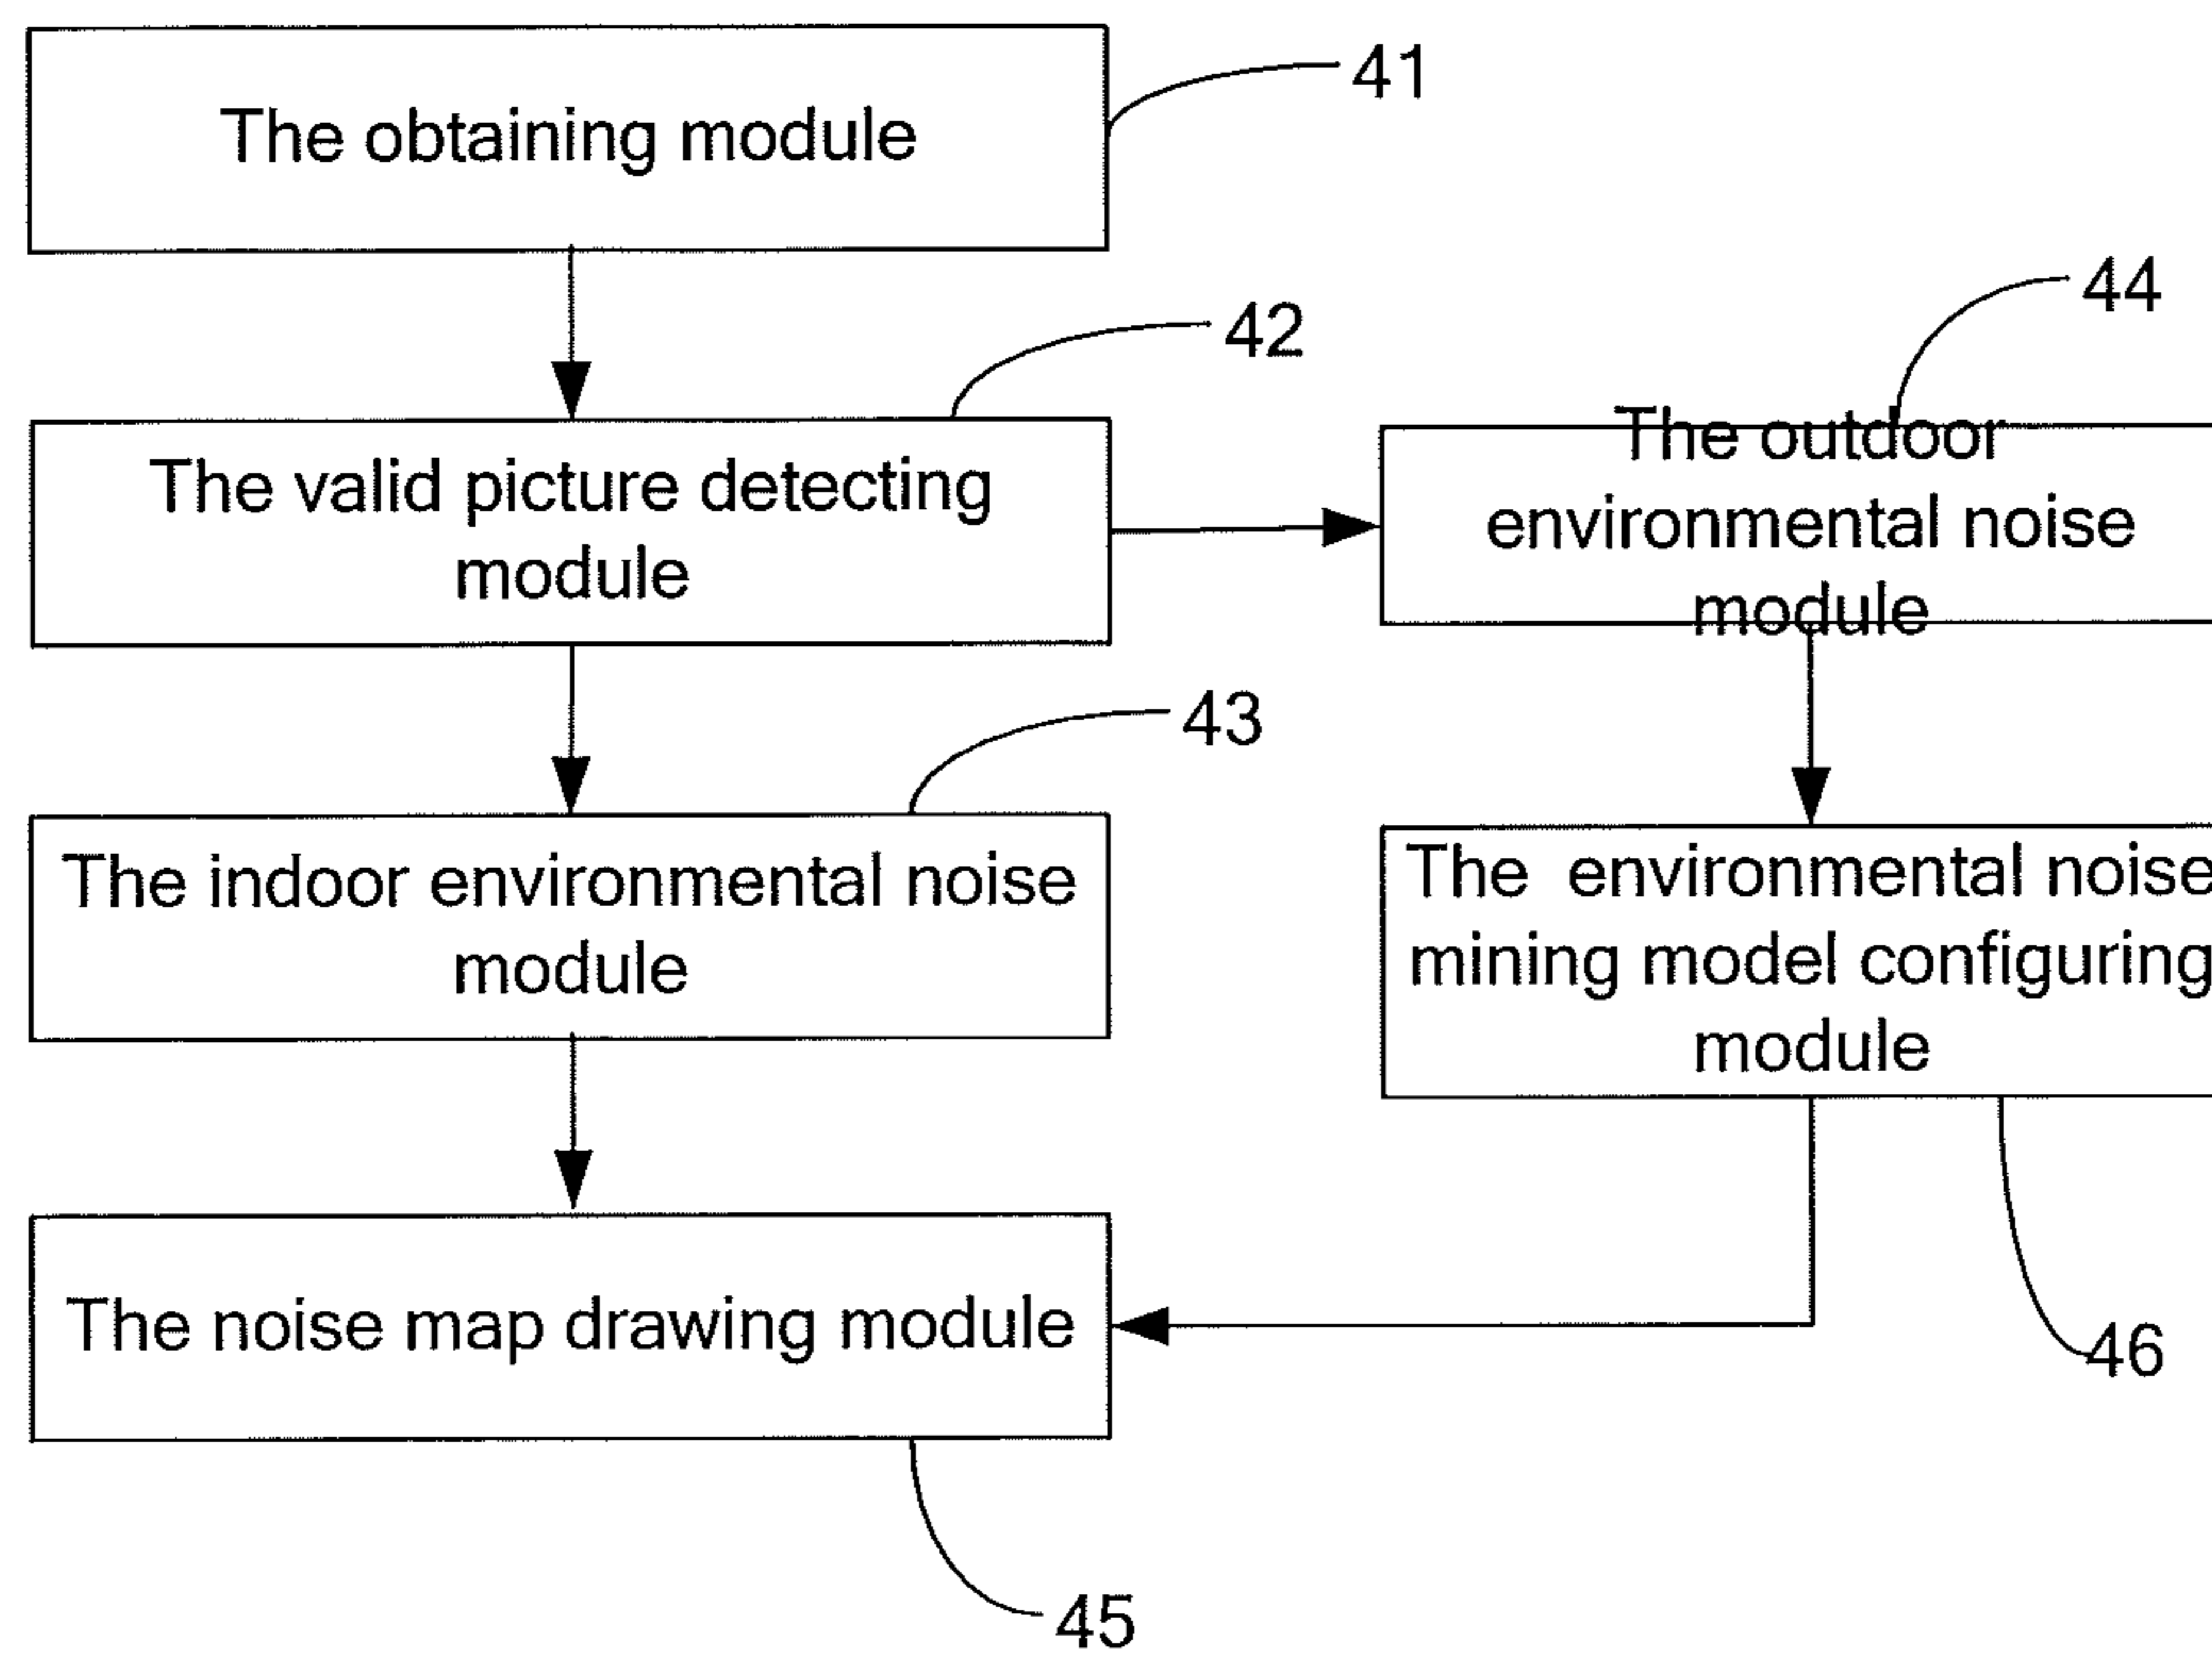 The obtaining module
41
42
The valid picture detecting
module
44
The outdoor
environmental noise
module
43
The indoor environmental noise
module
The environmental noise
mining model configuring
module
The noise map drawing module
46
45